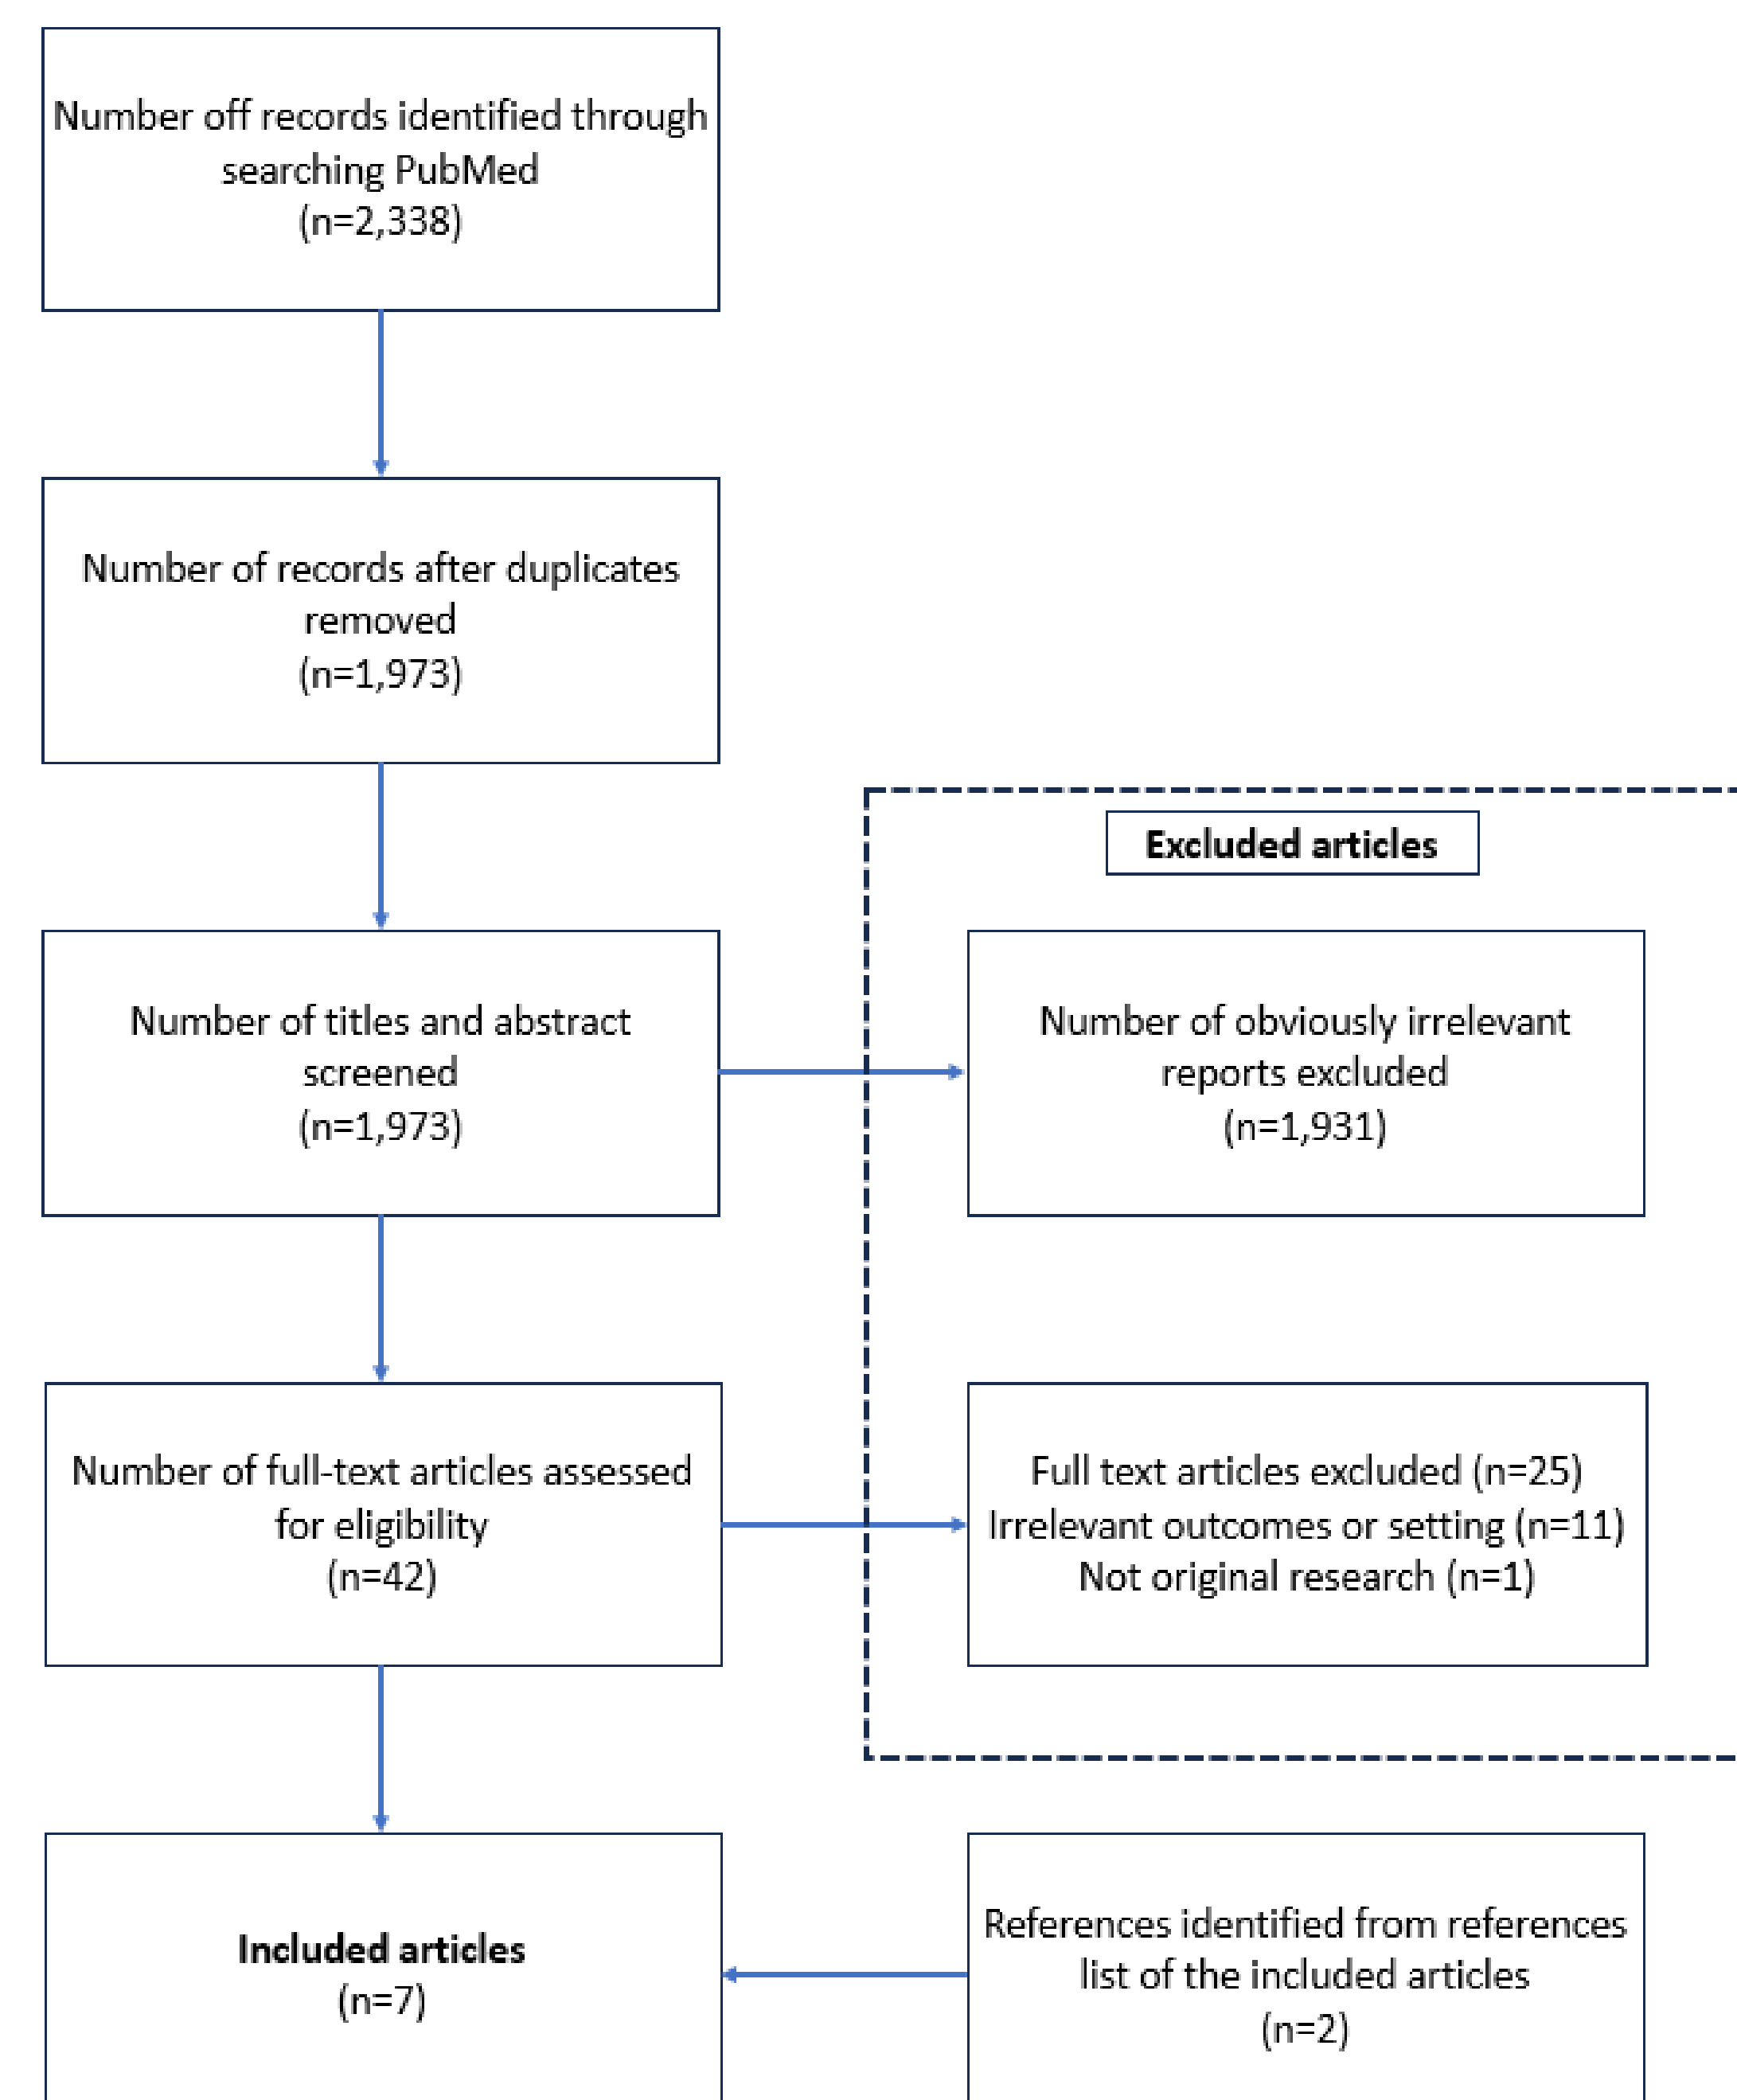 Number off records identified through
searching PubMed
(n=2,338)
Number of records after duplicates
removed
(n=1,973)
Excluded articles
Number of titles and abstract
screened
(n=1,973)
Number of obviously irrelevant
reports excluded
(n=1,931)
Number of full-text articles assessed
for eligibility
(n=42)
Full text articles excluded (n=25)
Irrelevant outcomes or setting (n=11)
Not original research (n=1)
Included articles
(n=7)
References identified from references
list of the included articles
(n=2)